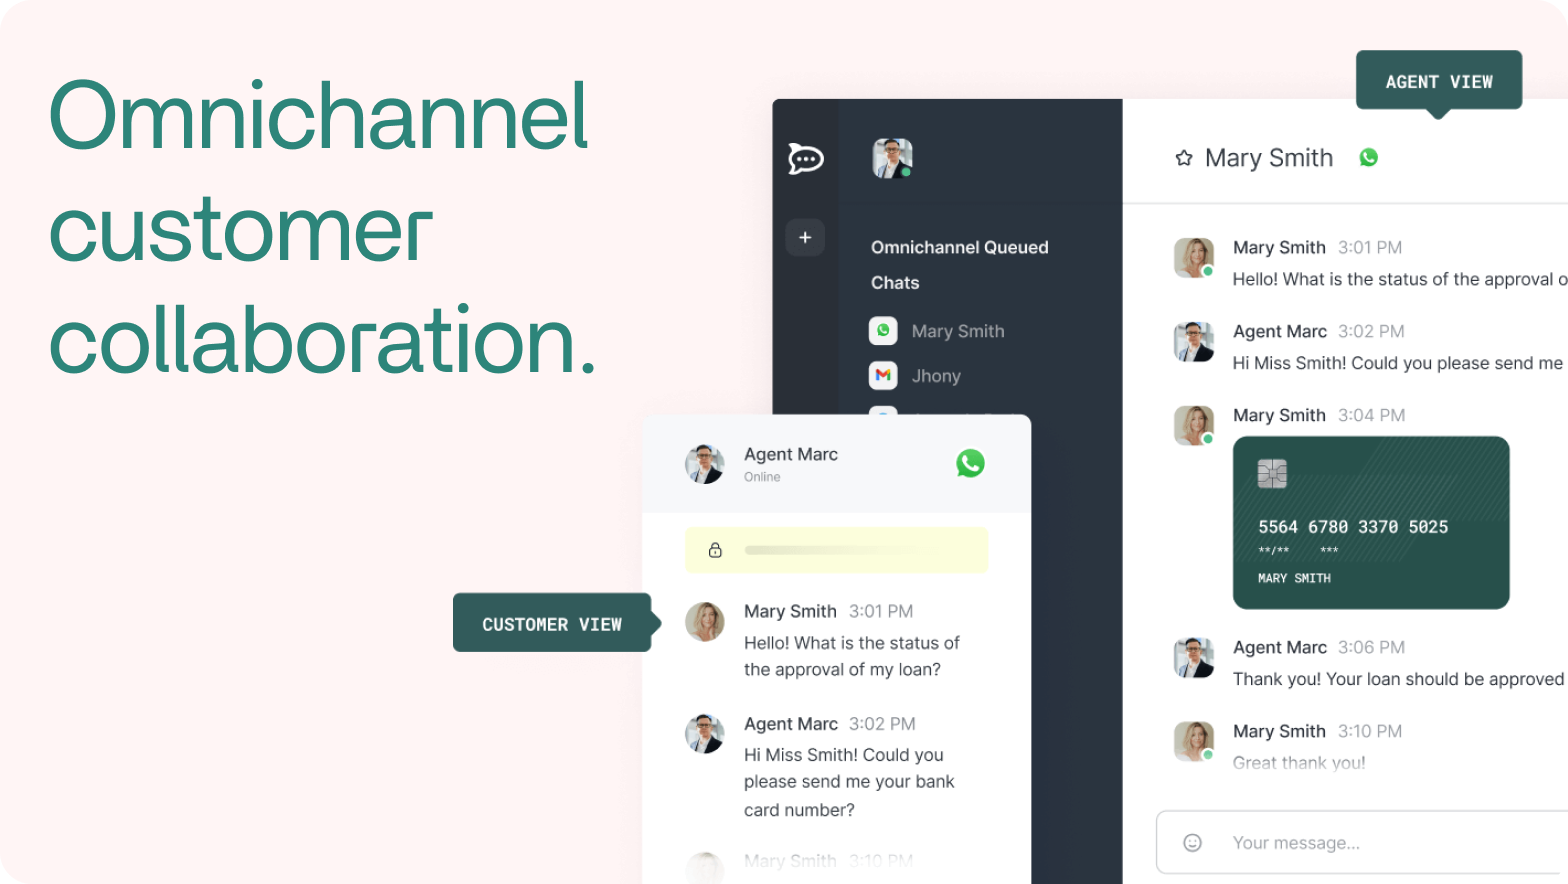 Omnichannel
customer
collaboration.
AGENT VIEW
Omnichannel Queued
Chats
Mary Smith
Jhony
Mary Smith
Mary Smith 3:01 PM
Hello! What is the status of the approval o
Agent Marc 3:02 PM
Hi Miss Smith! Could you please send me
Mary Smith 3:04 PM
5564 6780 3370 5025
**/** ***
MARY SMITH
Agent Marc 3:06 PM
Thank you! Your loan should be approved
Mary Smith 3:10 PM
Great thank you!
Your message...
CUSTOMER VIEW
Agent Marc
Online
Mary Smith 3:01 PM
Hello! What is the status of
the approval of my loan?
Agent Marc 3:02 PM
Hi Miss Smith! Could you
please send me your bank
card number?
Mary Smith 3:10 PM